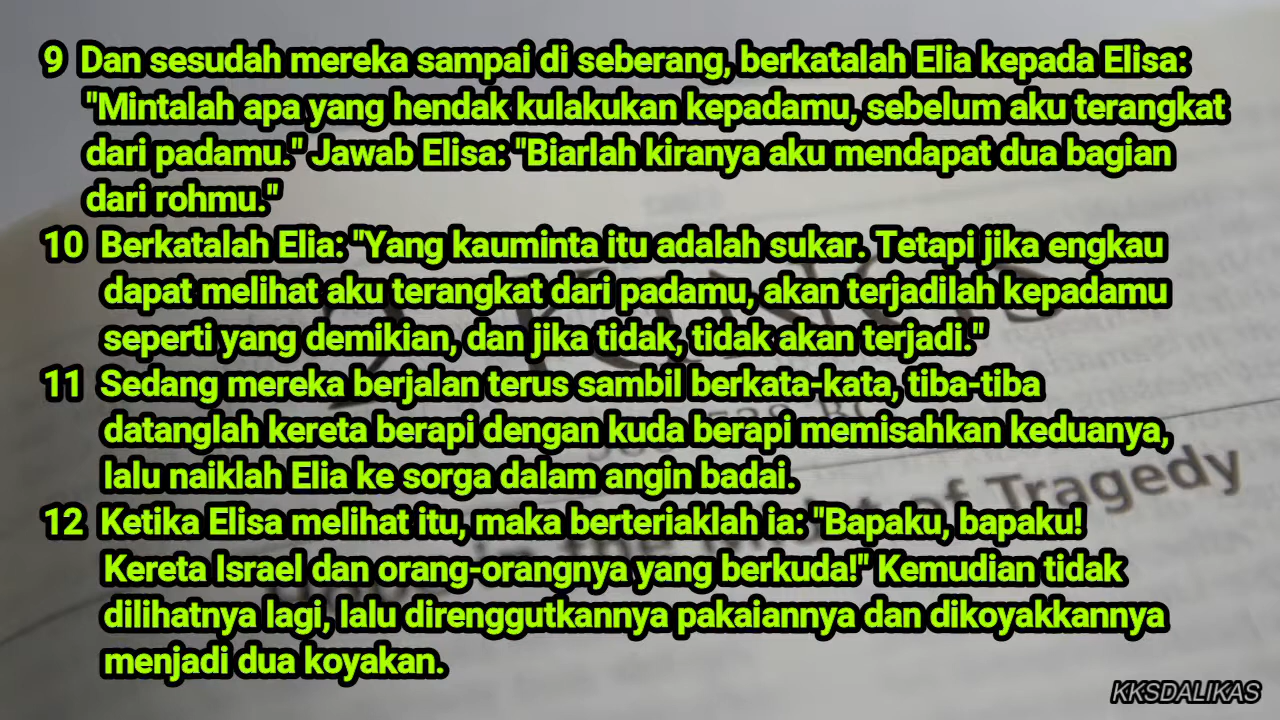 9 Dan sesudah mereka sampai di seberang, berkatalah Elia kepada Elisa:
"Mintalah apa yang hendak kulakukan kepadamu, sebelum aku terangkat
dari padamu." Jawab Elisa: "Biarlah kiranya aku mendapat dua bagian
dari rohmu."
10 Berkatalah Elia: "Yang kauminta itu adalah sukar. Tetapi jika engkau
dapat melihat aku terangkat dari padamu, akan terjadilah kepadamu
seperti yang demikian, dan jika tidak, tidak akan terjadi."
11 Sedang mereka berjalan terus sambil berkata-kata, tiba-tiba
datanglah kereta berapi dengan kuda berapi memisahkan keduanya,
lalu naiklah Elia ke sorga dalam angin badai.
12 Ketika Elisa melihat itu, maka berteriaklah ia: "Bapaku, bapaku!
Kereta Israel dan orang-orangnya yang berkuda!" Kemudian tidak
dilihatnya lagi, lalu direnggutkannya pakaiannya dan dikoyakkannya
menjadi dua koyakan.
of Tragedy
KKSDALIKAS